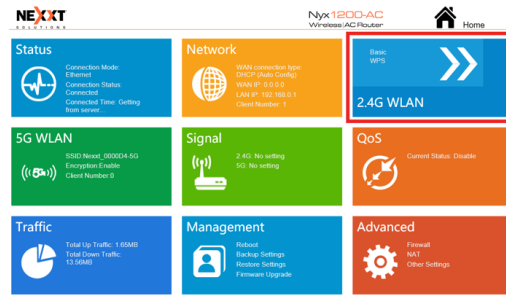 NEXXT
SOLUTIONS
Nyx1200-AC
Wireless AC Router
Home
Status
Connection Mode:
Ethernet
Connection Status:
Connected
Connected Time: Getting
from server...
Network
WAN connection type:
DHCP (Auto Config)
WAN IP: 0.0.0.0
LAN IP: 192.168.0.1
Client Number: 1
Basic
WPS
2.4G WLAN
5G WLAN
5G
SSID:Nexxt_0000D4-5G
Encryption:Enable
Client Number:0
Signal
2.4G: No setting
5G: No setting
QoS
Current Status: Disable
Traffic
Total Up Traffic: 1.65MB
Total Down Traffic:
13.56MB
Management
Reboot
Backup Settings
Restore Settings
Firmware Upgrade
Advanced
Firewall
NAT
Other Settings